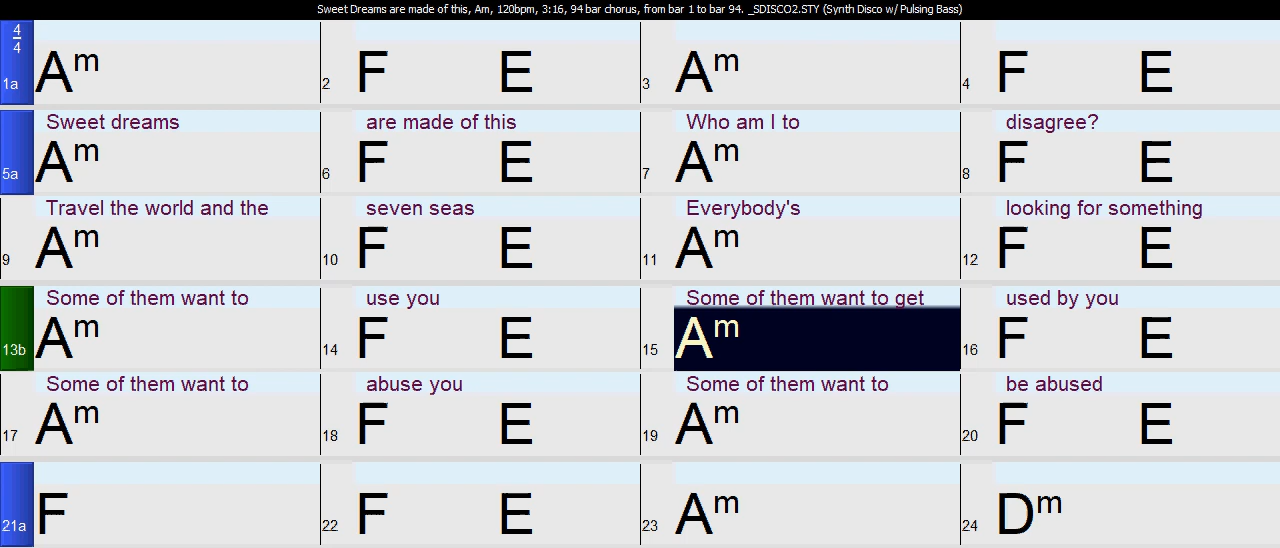 Sweet Dreams are made of this, Am, 120bpm, 3:16, 94 bar chorus, from bar 1 to bar 94. _SDISCO2.STY (Synth Disco w/ Pulsing Bass)
4
4
1a Am 2 F E 3 Am 4 F E
Sweet dreams are made of this Who am I to disagree?
5a Am 6 F E 7 Am 8 F E
Travel the world and the seven seas Everybody's looking for something
9 Am 10 F E 11 Am 12 F E
Some of them want to use you Some of them want to get used by you
13b Am 14 F E 15 Am 16 F E
Some of them want to abuse you Some of them want to be abused
17 Am 18 F E 19 Am 20 F E
21a F 22 F E 23 Am 24 Dm